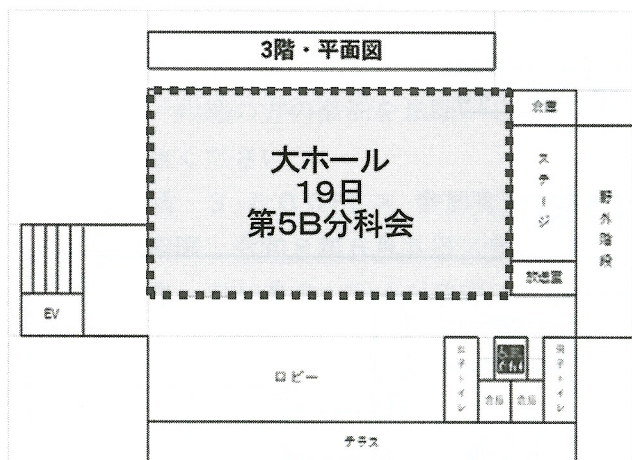 3階・平面図
大ホール
19日
第5B分科会
倉庫
ステージ
野外階段
放送室
EV
ロビー
女子トイレ
倉庫
倉庫
男子トイレ
テラス